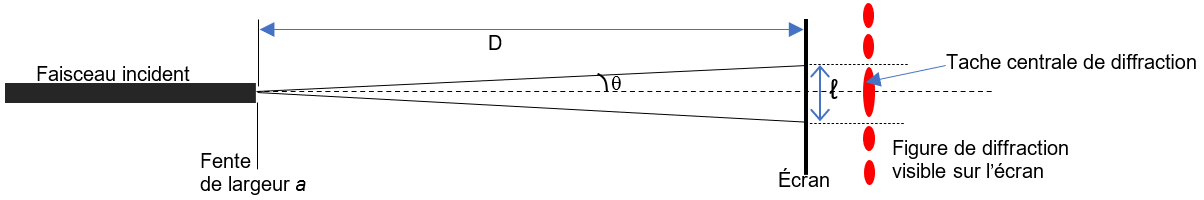 D
Faisceau incident
θ
ℓ
Tache centrale de diffraction
Fente
de largeur a
Écran
Figure de diffraction
visible sur l’écran